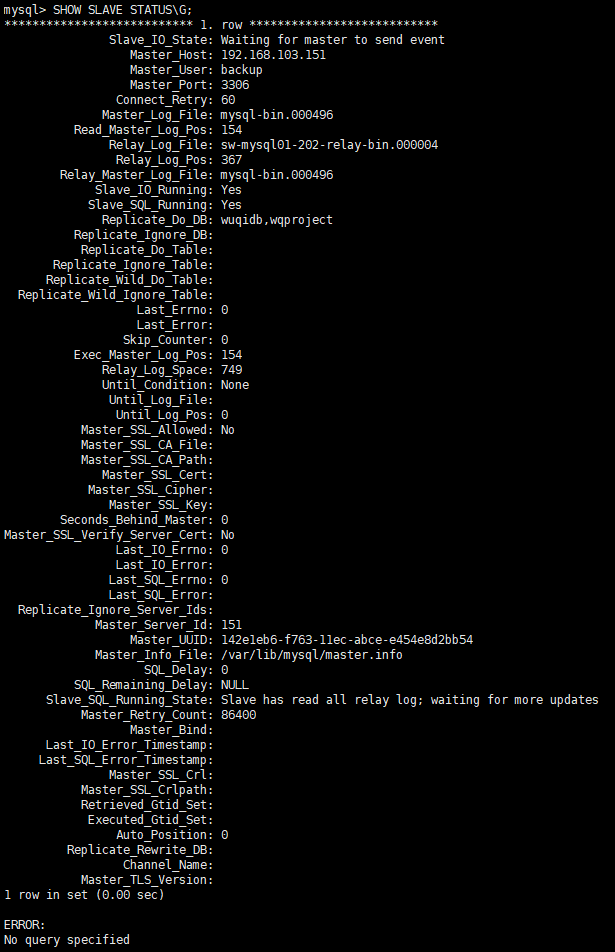 mysql> SHOW SLAVE STATUS\G;
*************************** 1. row ***************************
Slave_IO_State: Waiting for master to send event
Master_Host: 192.168.103.151
Master_User: backup
Master_Port: 3306
Connect_Retry: 60
Master_Log_File: mysql-bin.000496
Read_Master_Log_Pos: 154
Relay_Log_File: sw-mysql01-202-relay-bin.000004
Relay_Log_Pos: 367
Relay_Master_Log_File: mysql-bin.000496
Slave_IO_Running: Yes
Slave_SQL_Running: Yes
Replicate_Do_DB: wuqidb,wqproject
Replicate_Ignore_DB:
Replicate_Do_Table:
Replicate_Ignore_Table:
Replicate_Wild_Do_Table:
Replicate_Wild_Ignore_Table:
Last_Errno: 0
Last_Error:
Skip_Counter: 0
Exec_Master_Log_Pos: 154
Relay_Log_Space: 749
Until_Condition: None
Until_Log_File:
Until_Log_Pos: 0
Master_SSL_Allowed: No
Master_SSL_CA_File:
Master_SSL_CA_Path:
Master_SSL_Cert:
Master_SSL_Cipher:
Master_SSL_Key:
Seconds_Behind_Master: 0
Master_SSL_Verify_Server_Cert: No
Last_IO_Errno: 0
Last_IO_Error:
Last_SQL_Errno: 0
Last_SQL_Error:
Replicate_Ignore_Server_Ids:
Master_Server_Id: 151
Master_UUID: 142e1eb6-f763-11ec-abce-e454e8d2bb54
Master_Info_File: /var/lib/mysql/master.info
SQL_Delay: 0
SQL_Remaining_Delay: NULL
Slave_SQL_Running_State: Slave has read all relay log; waiting for more updates
Master_Retry_Count: 86400
Master_Bind:
Last_IO_Error_Timestamp:
Last_SQL_Error_Timestamp:
Master_SSL_Crl:
Master_SSL_Crlpath:
Retrieved_Gtid_Set:
Executed_Gtid_Set:
Auto_Position: 0
Replicate_Rewrite_DB:
Channel_Name:
Master_TLS_Version:
1 row in set (0.00 sec)
ERROR:
No query specified